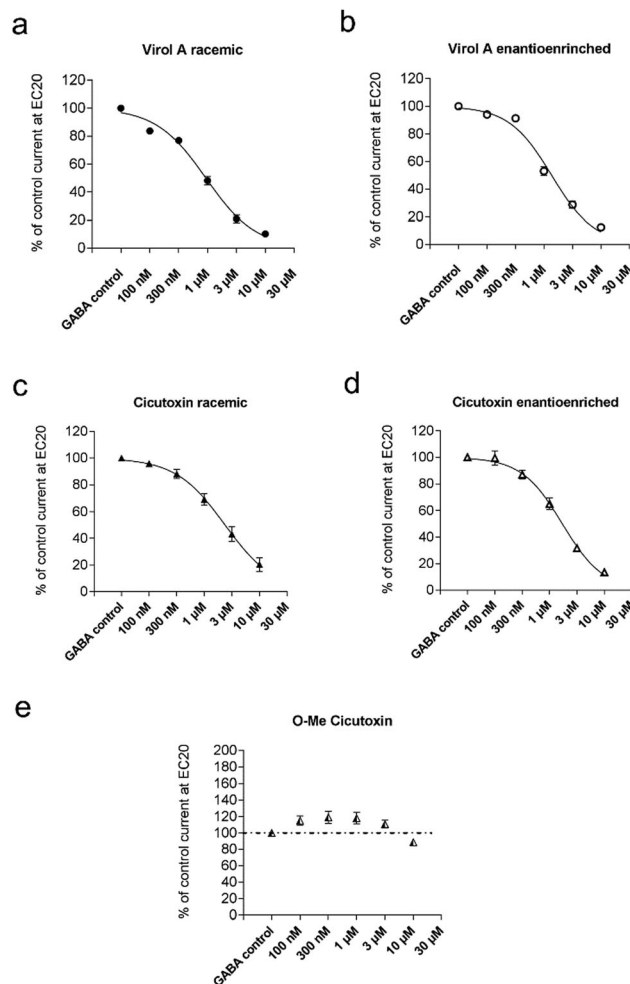 a
Virol A racemic
% of control current at EC20
120
100
80
60
40
20
0
GABA control
100 nM
300 nM
1 µM
3 µM
10 µM
30 µM
b
Virol A enantioenrinched
% of control current at EC20
120
100
80
60
40
20
0
GABA control
100 nM
300 nM
1 µM
3 µM
10 µM
30 µM
c
Cicutoxin racemic
% of control current at EC20
120
100
80
60
40
20
0
GABA control
100 nM
300 nM
1 µM
3 µM
10 µM
30 µM
d
Cicutoxin enantioenriched
% of control current at EC20
120
100
80
60
40
20
0
GABA control
100 nM
300 nM
1 µM
3 µM
10 µM
30 µM
e
O-Me Cicutoxin
% of control current at EC20
200
180
160
140
120
100
80
60
40
20
0
GABA control
100 nM
300 nM
1 µM
3 µM
10 µM
30 µM